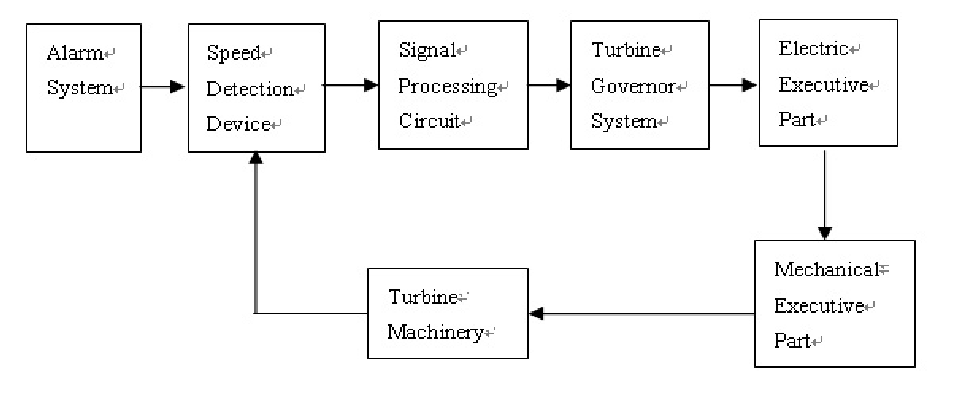 Alarm
System
Speed
Detection
Device
Signal
Processing
Circuit
Turbine
Governor
System
Electric
Executive
Part
Mechanical
Executive
Part
Turbine
Machinery